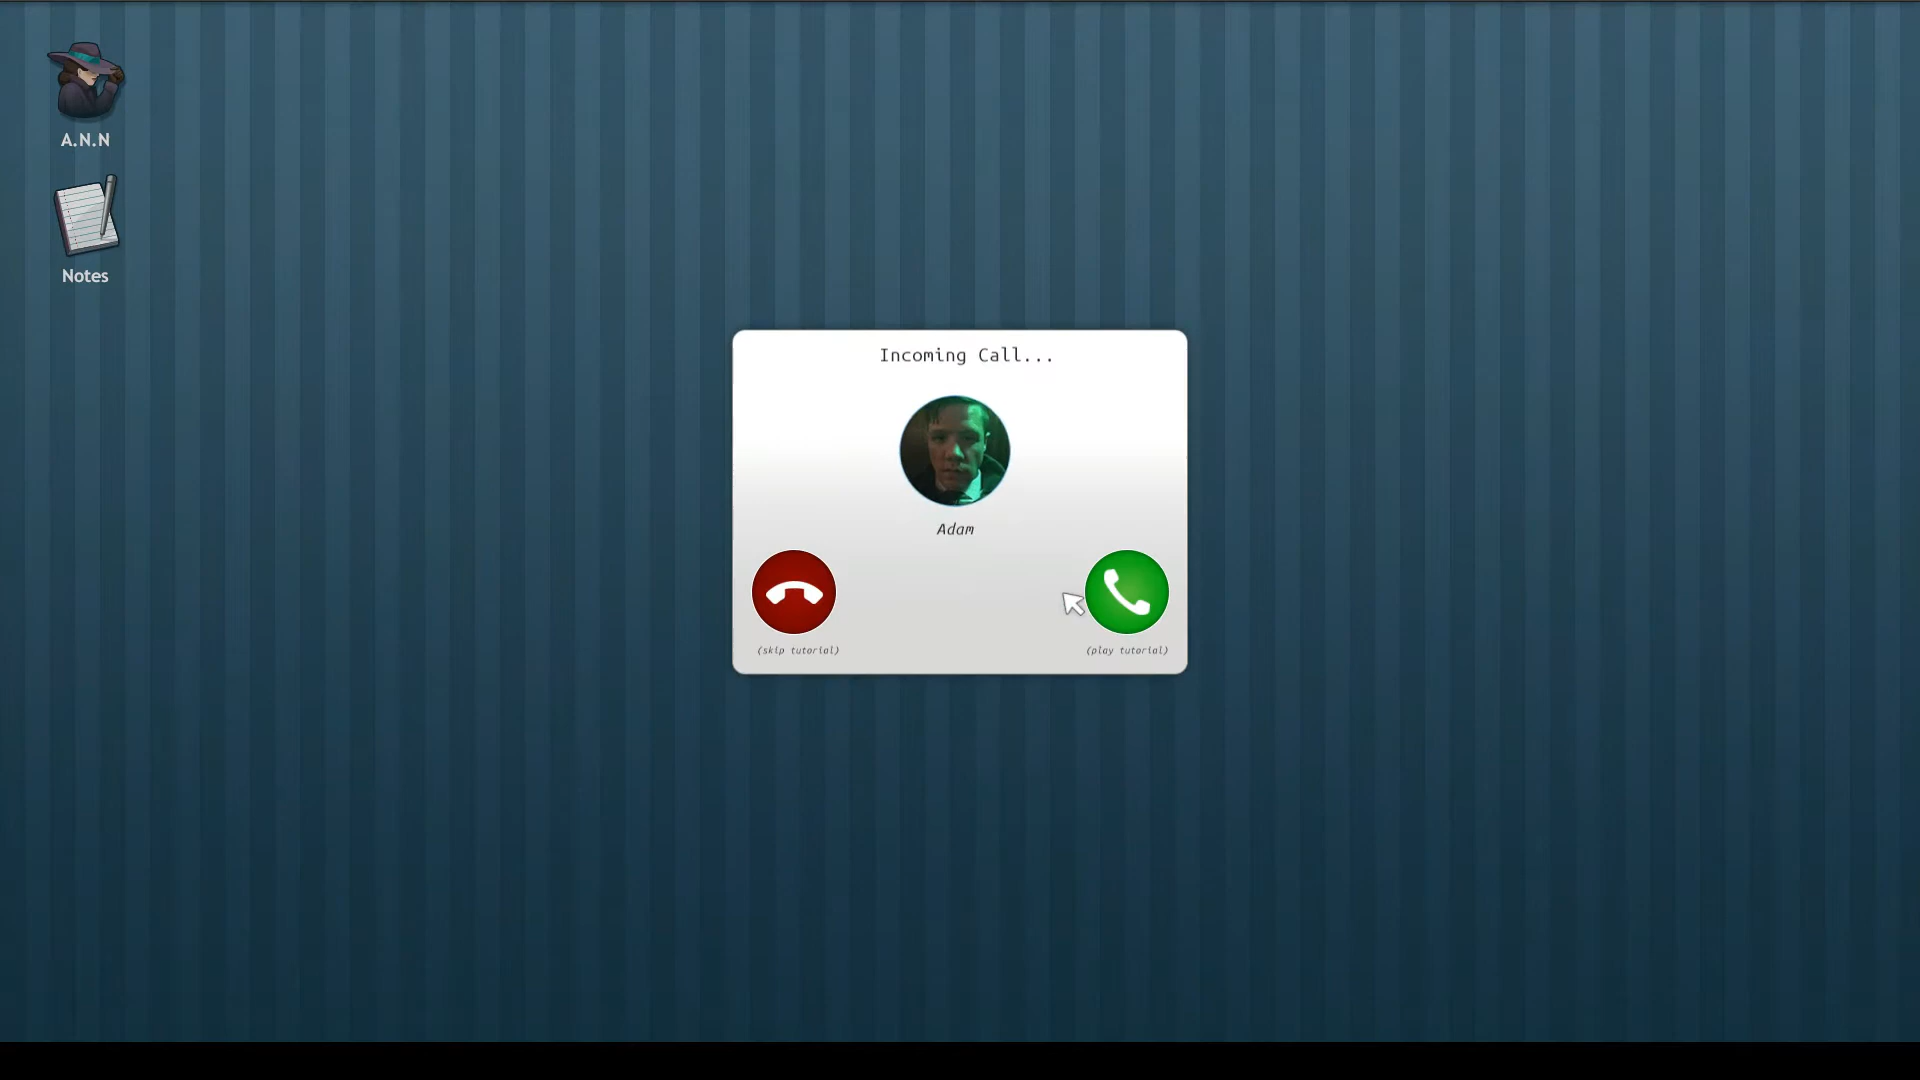 A.N.N
Notes
Incoming Call...
Adam
(skip tutorial)
(play tutorial)